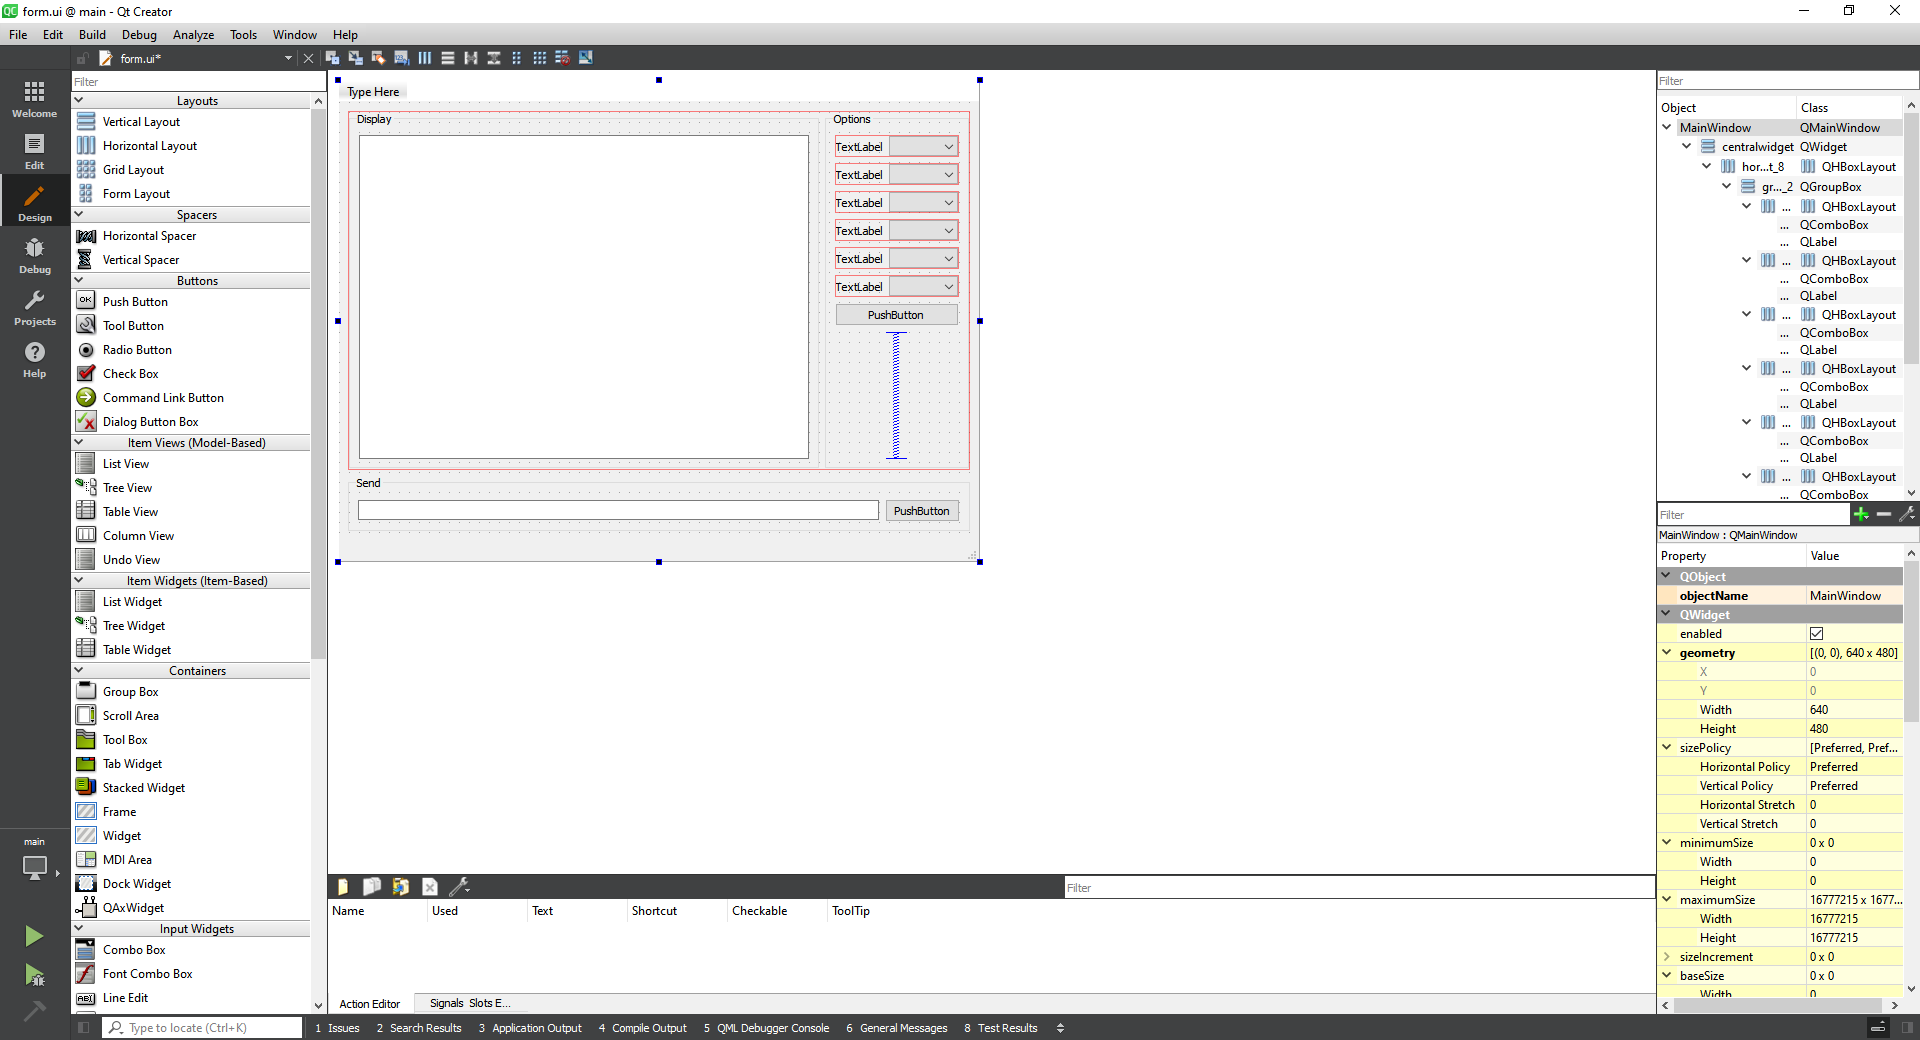 form.ui @ main - Qt Creator
File Edit Build Debug Analyze Tools Window Help
form.ui*
Welcome
Edit
Design
Debug
Projects
Help
main
Filter
Layouts
Vertical Layout
Horizontal Layout
Grid Layout
Form Layout
Spacers
Horizontal Spacer
Vertical Spacer
Buttons
Push Button
Tool Button
Radio Button
Check Box
Command Link Button
Dialog Button Box
Item Views (Model-Based)
List View
Tree View
Table View
Column View
Undo View
Item Widgets (Item-Based)
List Widget
Tree Widget
Table Widget
Containers
Group Box
Scroll Area
Tool Box
Tab Widget
Stacked Widget
Frame
Widget
MDI Area
Dock Widget
QAxWidget
Input Widgets
Combo Box
Font Combo Box
Line Edit
Type Here
Display
Options
TextLabel
TextLabel
TextLabel
TextLabel
TextLabel
TextLabel
PushButton
Send
PushButton
Filter
Name Used Text Shortcut Checkable ToolTip
Action Editor Signals Slots E...
Filter
Object Class
MainWindow QMainWindow
centralwidget QWidget
hor...t_8 QHBoxLayout
gr..._2 QGroupBox
... QHBoxLayout
... QComboBox
... QLabel
... QHBoxLayout
... QComboBox
... QLabel
... QHBoxLayout
... QComboBox
... QLabel
... QHBoxLayout
... QComboBox
... QLabel
... QHBoxLayout
... QComboBox
... QLabel
... QHBoxLayout
... QComboBox
Filter
MainWindow : QMainWindow
Property Value
QObject
objectName MainWindow
QWidget
enabled
geometry [(0, 0), 640 x 480]
X 0
Y 0
Width 640
Height 480
sizePolicy [Preferred, Pref...
Horizontal Policy Preferred
Vertical Policy Preferred
Horizontal Stretch 0
Vertical Stretch 0
minimumSize 0 x 0
Width 0
Height 0
maximumSize 16777215 x 1677...
Width 16777215
Height 16777215
sizeIncrement 0 x 0
baseSize 0 x 0
Width 0
Type to locate (Ctrl+K)
1 Issues 2 Search Results 3 Application Output 4 Compile Output 5 QML Debugger Console 6 General Messages 8 Test Results